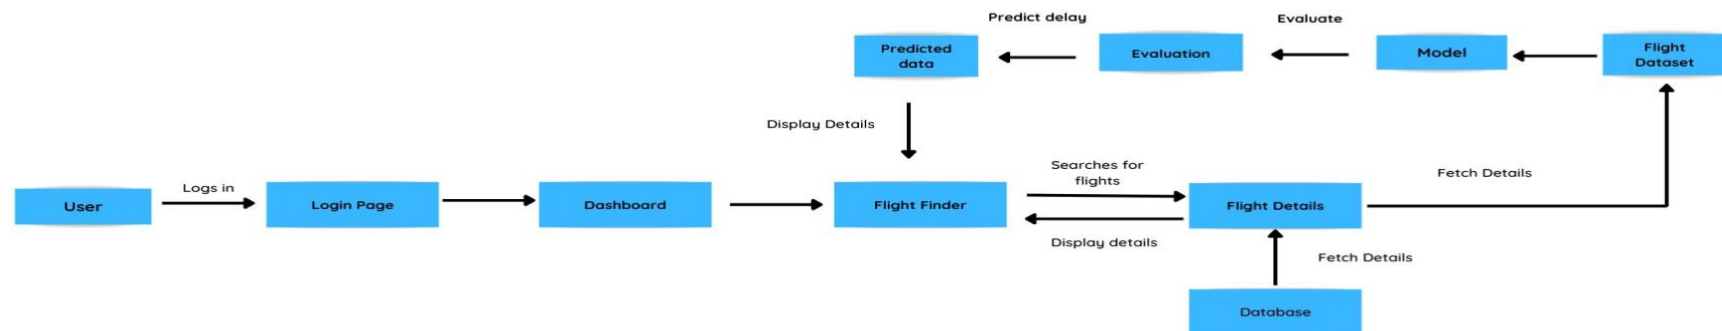 Predict delay
Evaluate
Predicted
data
Evaluation
Model
Flight
Dataset
Display Details
Searches for
flights
Fetch Details
Logs in
User
Login Page
Dashboard
Flight Finder
Flight Details
Display details
Fetch Details
Database